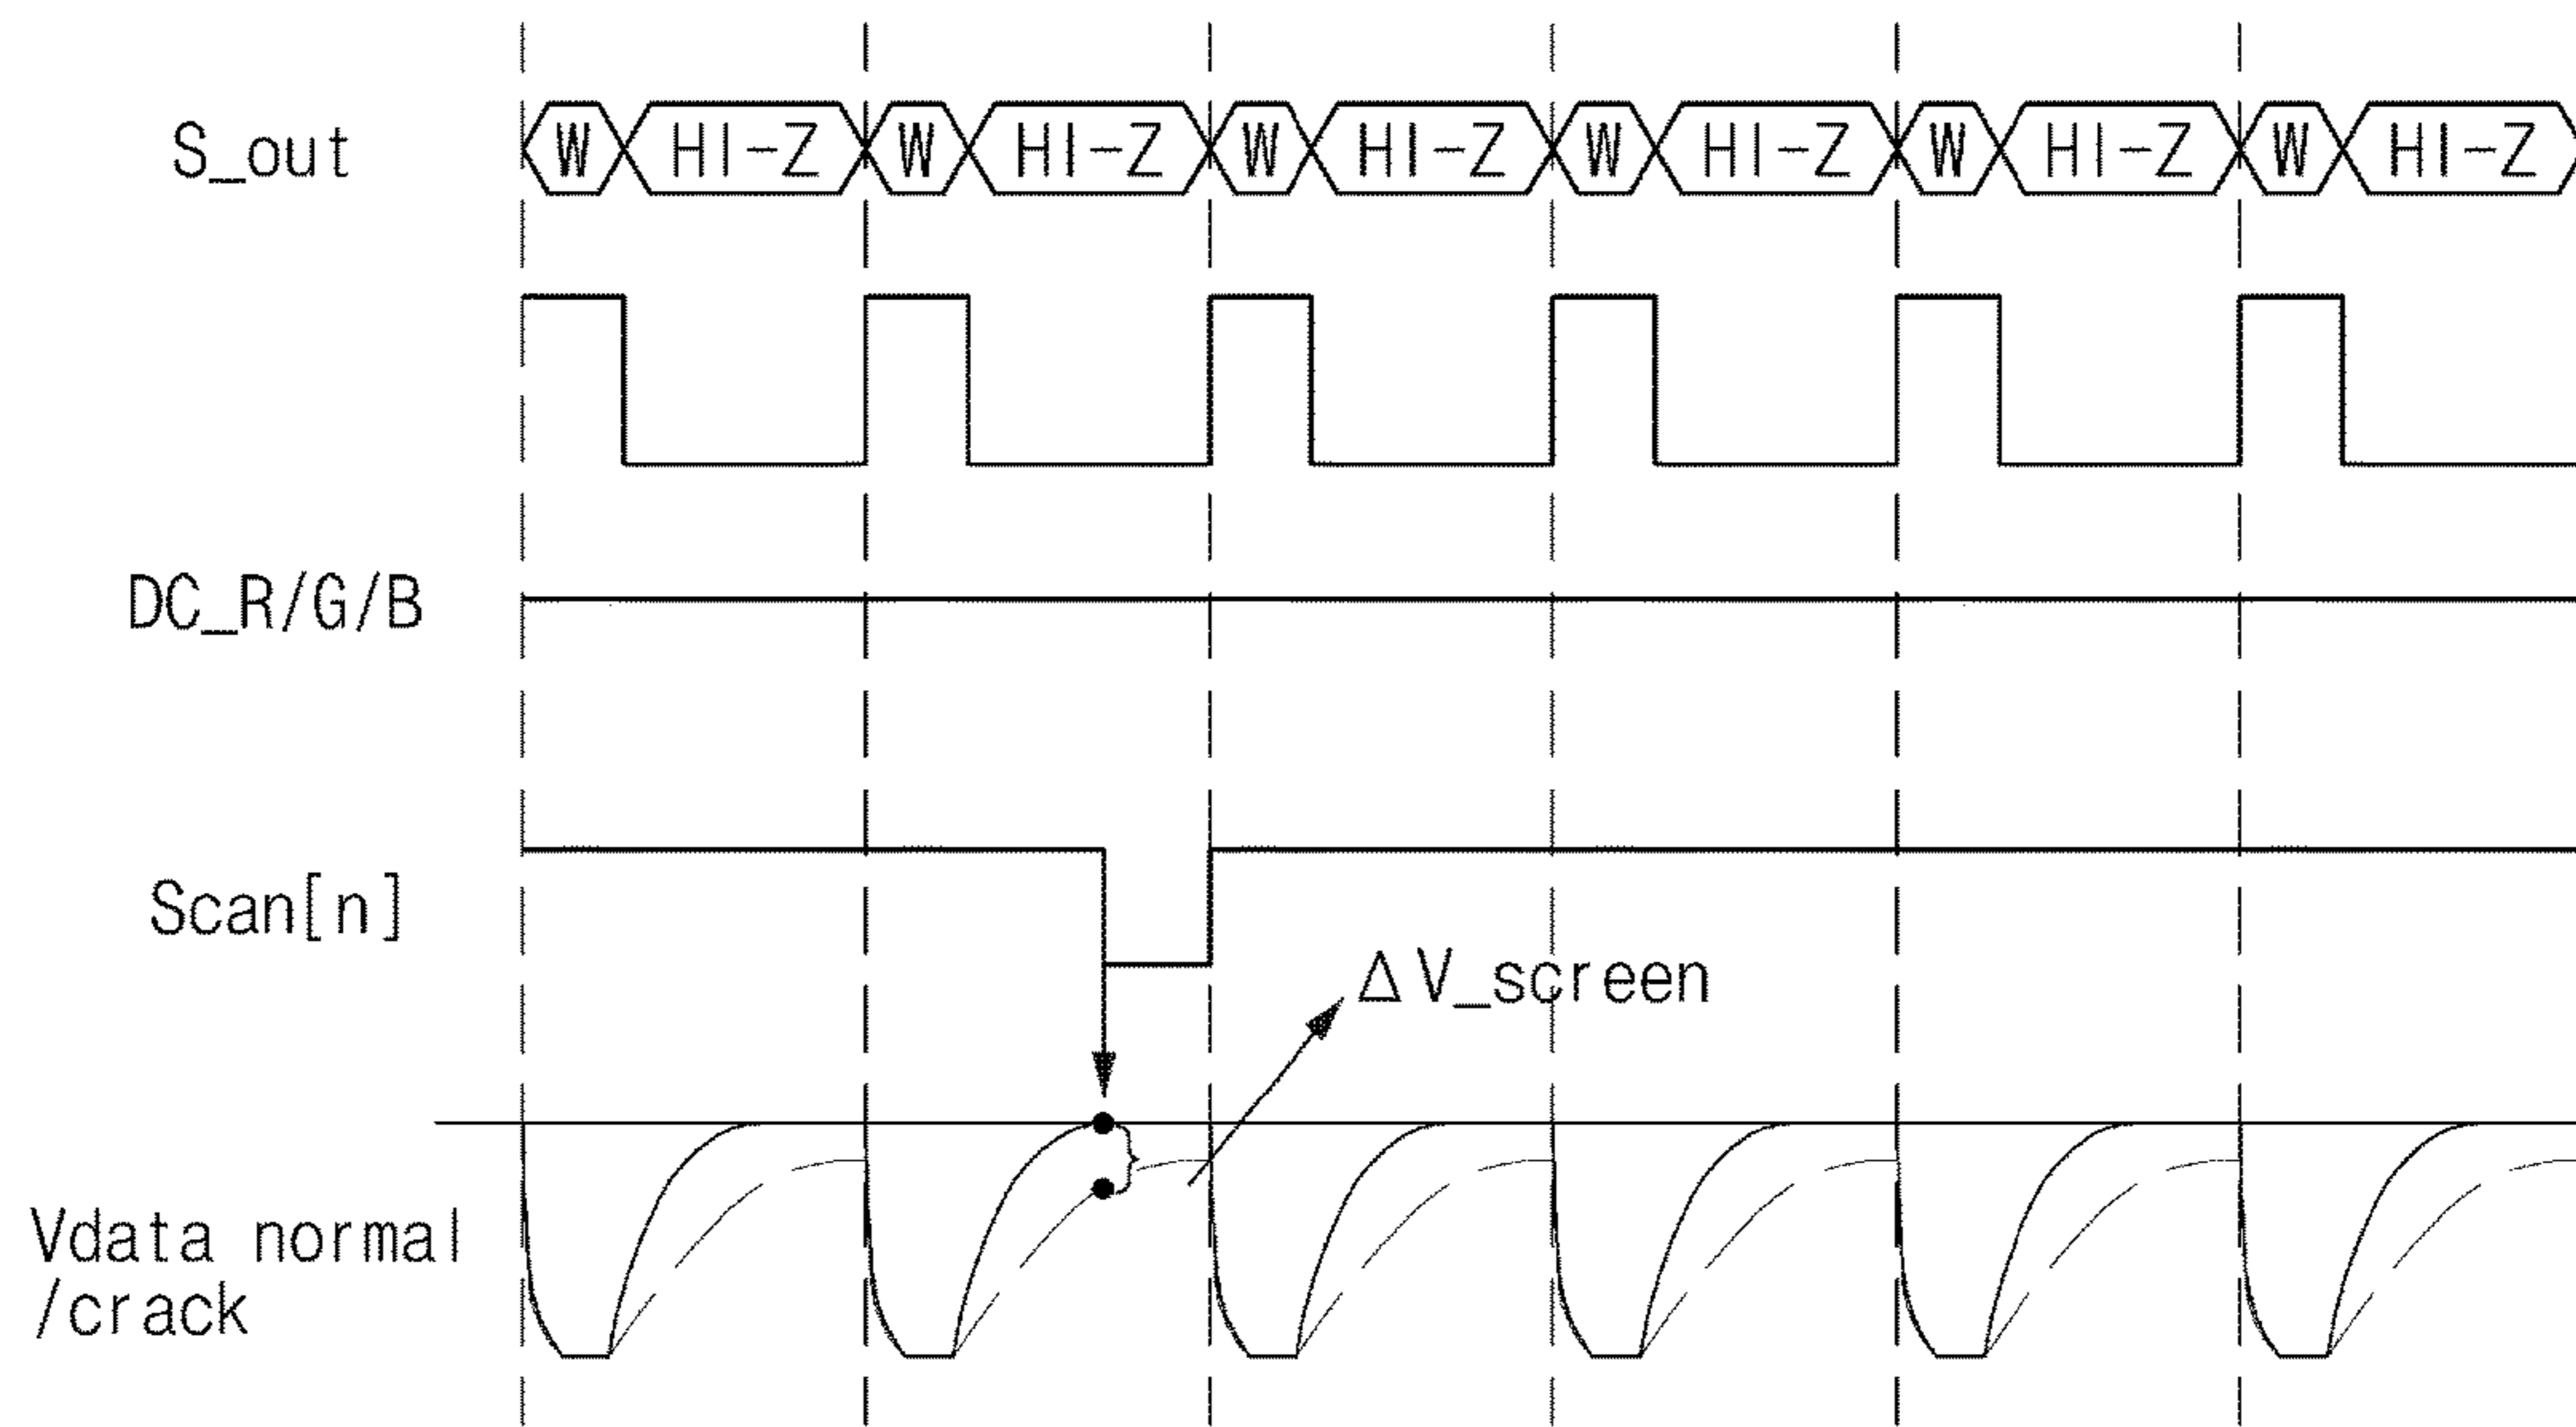 S_out W HI-Z W HI-Z W HI-Z W HI-Z W HI-Z W HI-Z
DC_R/G/B
Scan[n]
ΔV_screen
Vdata normal
/crack